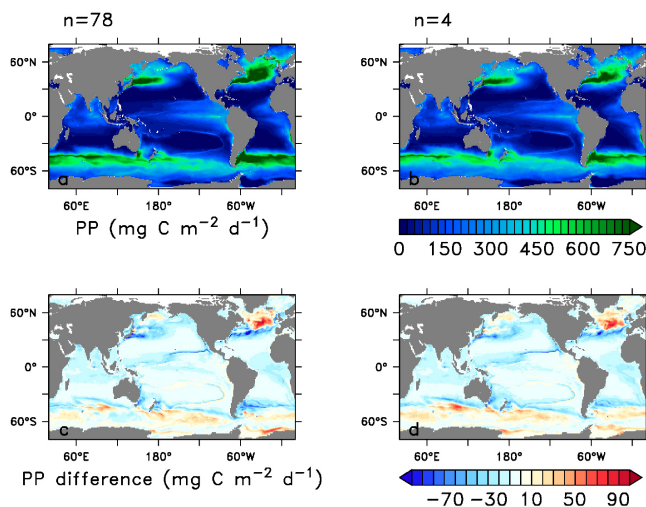 n=78 n=4
60°N 60°N
0° 0°
60°S 60°S
a b
60°E 180° 60°W 60°E 180° 60°W
PP (mg C m⁻² d⁻¹)
0 150 300 450 600 750
60°N 60°N
0° 0°
60°S 60°S
c d
60°E 180° 60°W 60°E 180° 60°W
PP difference (mg C m⁻² d⁻¹)
−70 −30 10 50 90